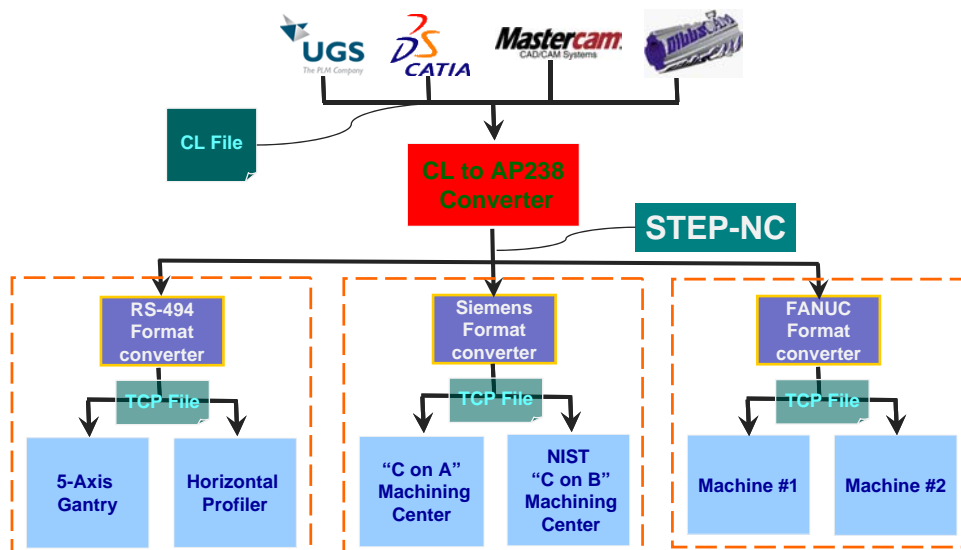 UGS
The PLM Company
CATIA
Mastercam.
CAD/CAM Systems
GibbsCAM
CL File
CL to AP238
Converter
STEP-NC
RS-494
Format
converter
Siemens
Format
converter
FANUC
Format
converter
TCP File
TCP File
TCP File
5-Axis
Gantry
Horizontal
Profiler
“C on A”
Machining
Center
NIST
“C on B”
Machining
Center
Machine #1
Machine #2